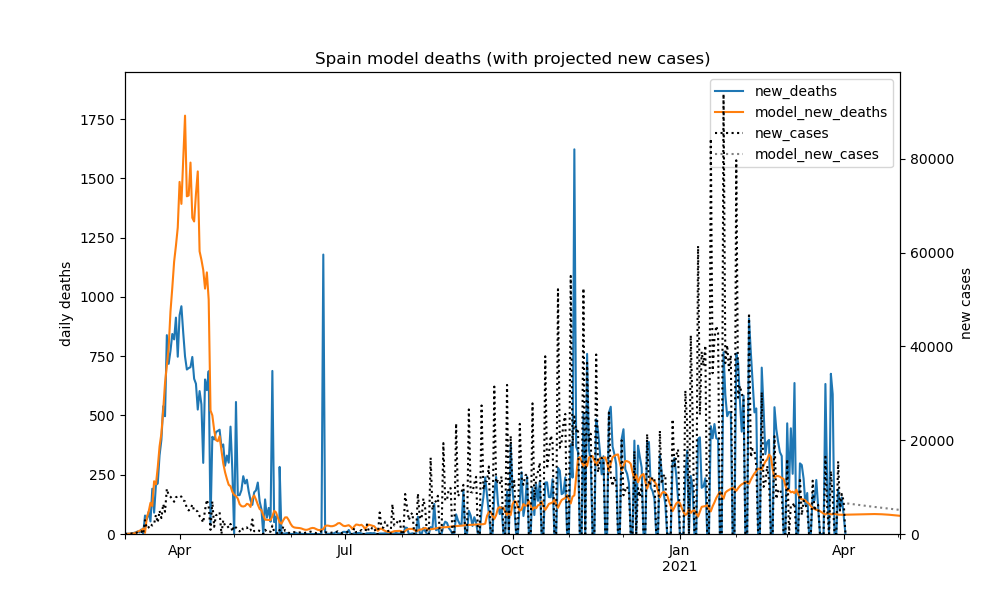 Spain model deaths (with projected new cases)
new_deaths
model_new_deaths
new_cases
model_new_cases
daily deaths
new cases
1750
1500
1250
1000
750
500
250
0
80000
60000
40000
20000
0
Apr
Jul
Oct
Jan
2021
Apr